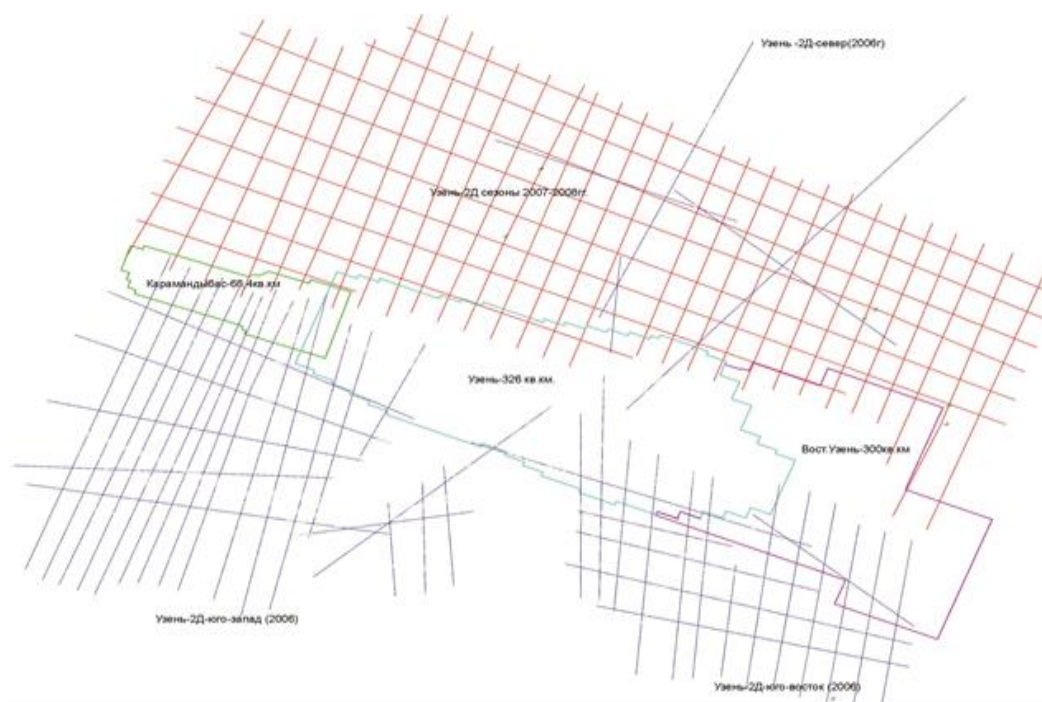 Узень -2Д-север(2006г)
Узень-2Д сезоны 2007-2008гг.
Карамандыбас-66,4кв.км
Узень-326 кв.км.
Вост.Узень-300кв.км
Узень-2Д-юго-запад (2006)
Узень-2Д-юго-восток (2006)